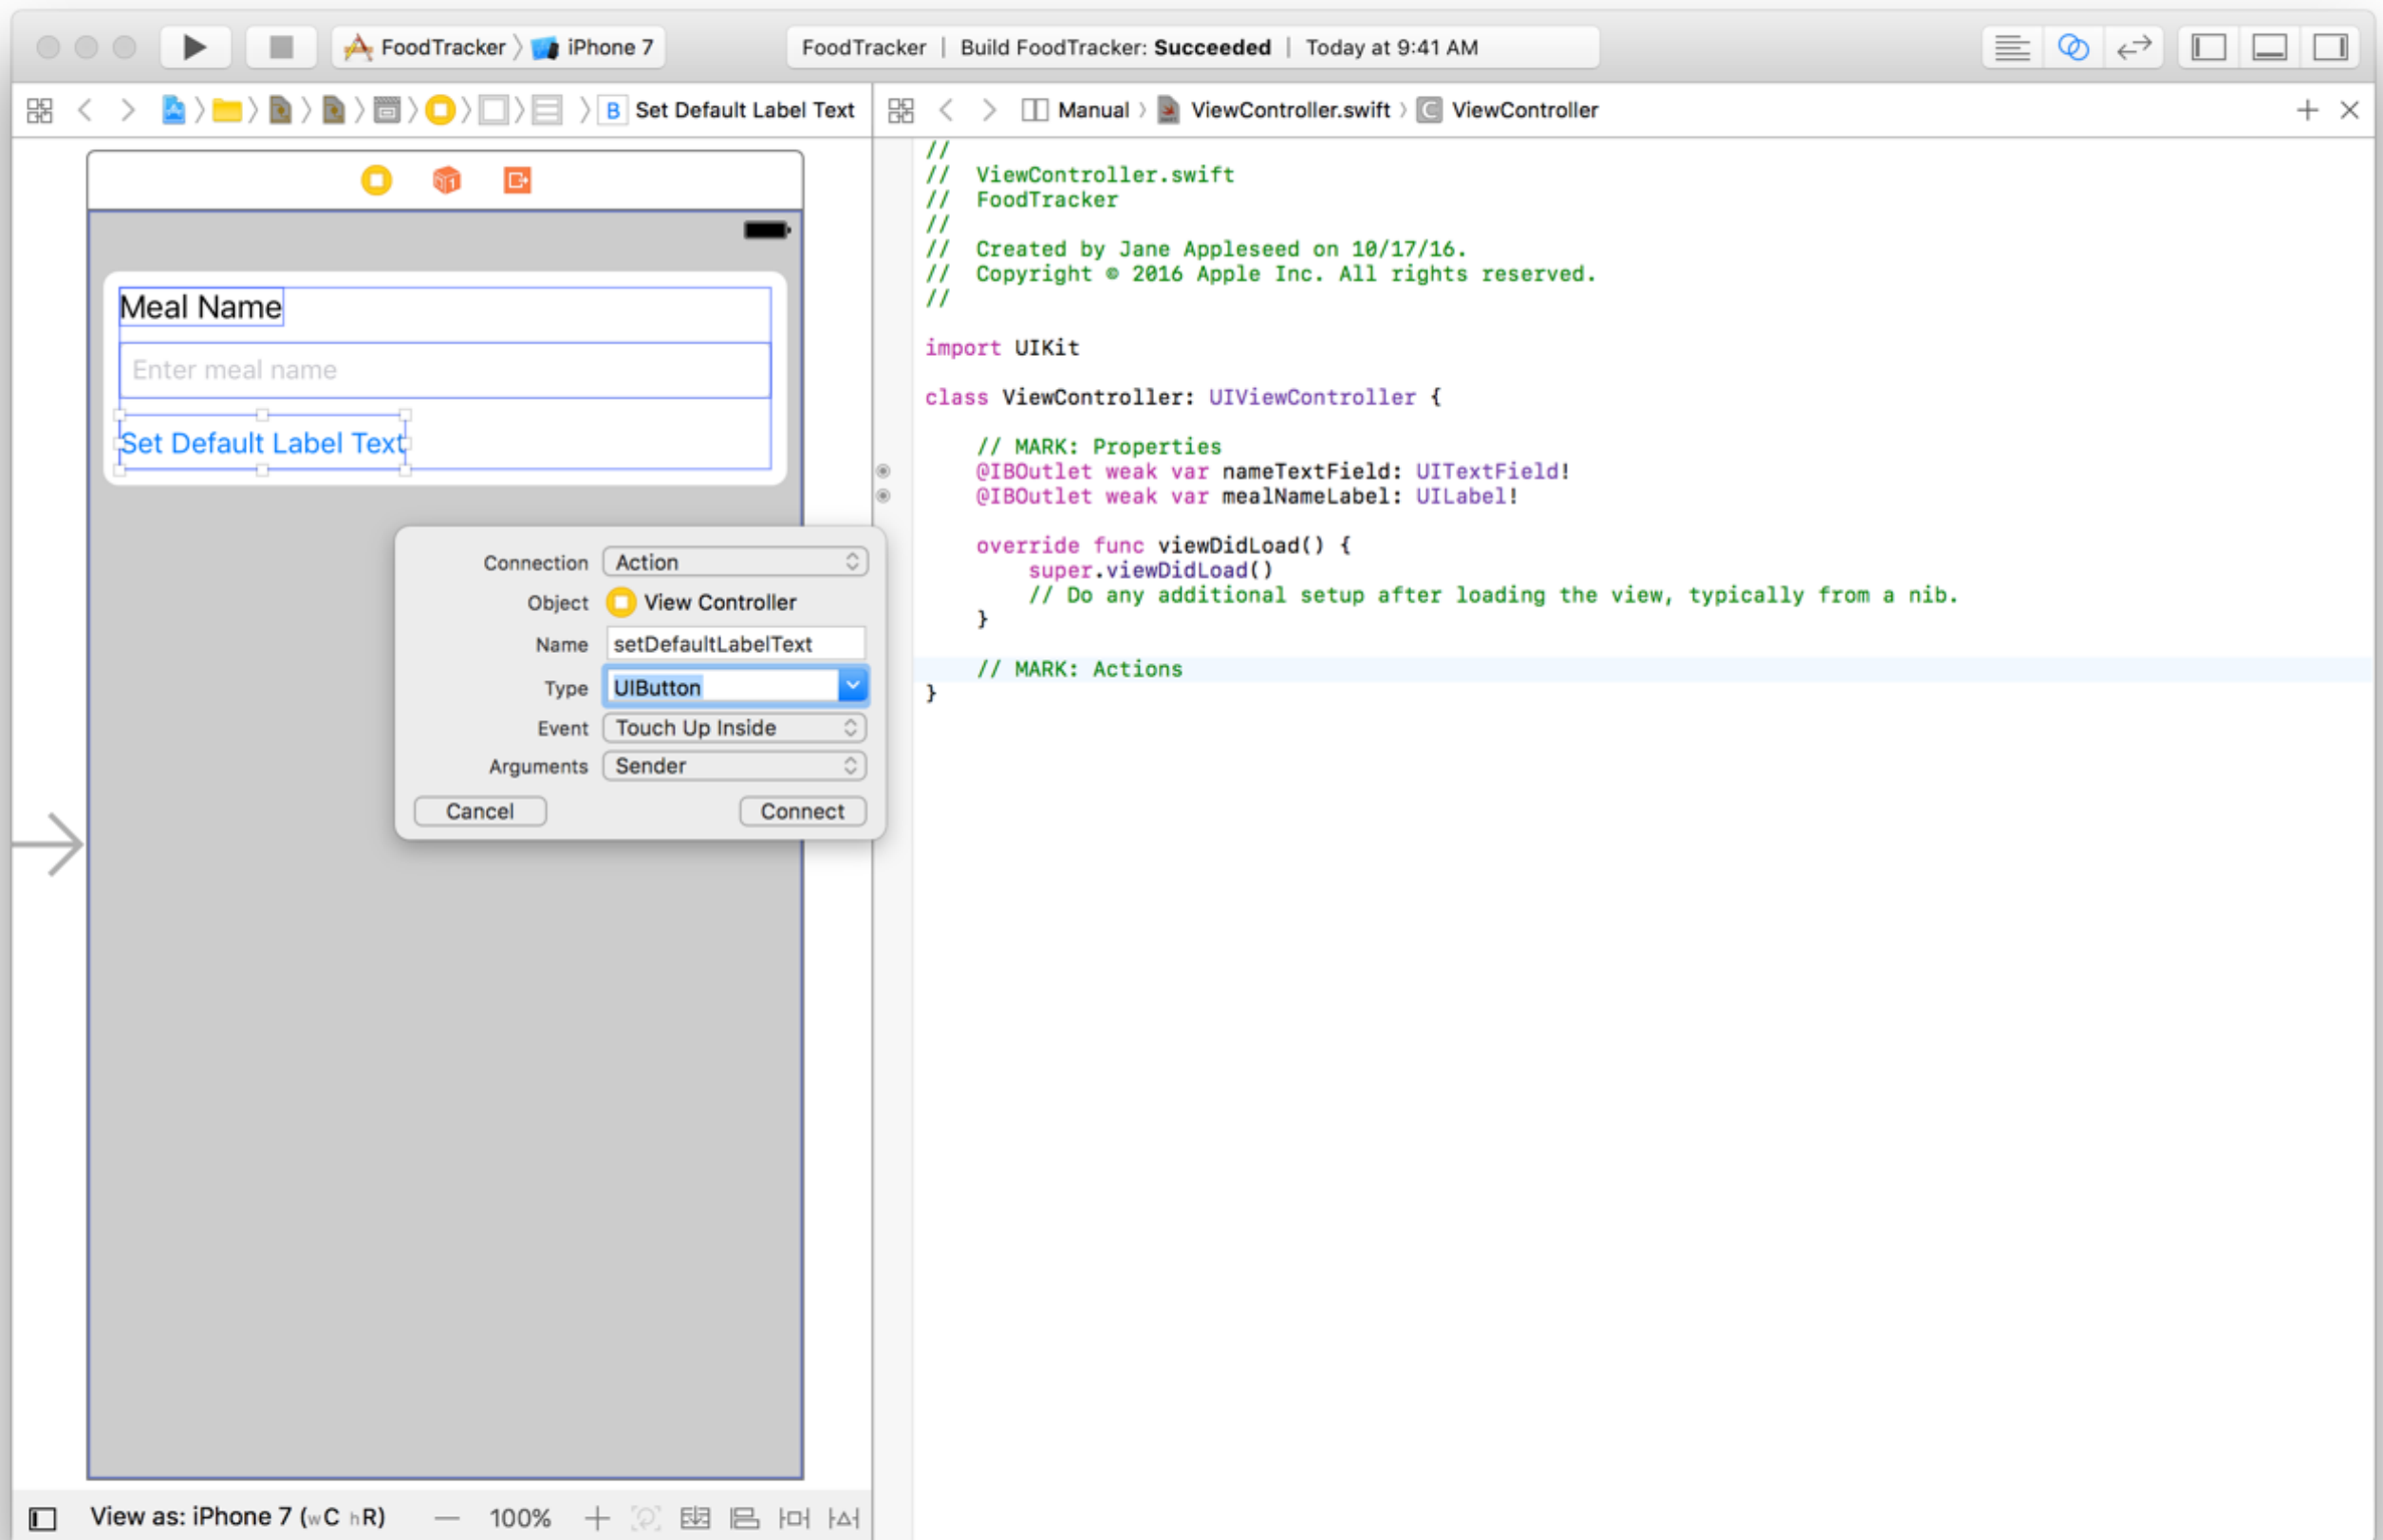 FoodTracker 〉 iPhone 7
FoodTracker | Build FoodTracker: Succeeded | Today at 9:41 AM
B Set Default Label Text
Manual 〉 ViewController.swift 〉 C ViewController
Meal Name
Enter meal name
Set Default Label Text
Connection Action
Object View Controller
Name setDefaultLabelText
Type UIButton
Event Touch Up Inside
Arguments Sender
Cancel Connect
View as: iPhone 7 (wC hR) — 100% +
//
//  ViewController.swift
//  FoodTracker
//
//  Created by Jane Appleseed on 10/17/16.
//  Copyright © 2016 Apple Inc. All rights reserved.
//
import UIKit
class ViewController: UIViewController {
    // MARK: Properties
    @IBOutlet weak var nameTextField: UITextField!
    @IBOutlet weak var mealNameLabel: UILabel!
    override func viewDidLoad() {
        super.viewDidLoad()
        // Do any additional setup after loading the view, typically from a nib.
    }
    // MARK: Actions
}